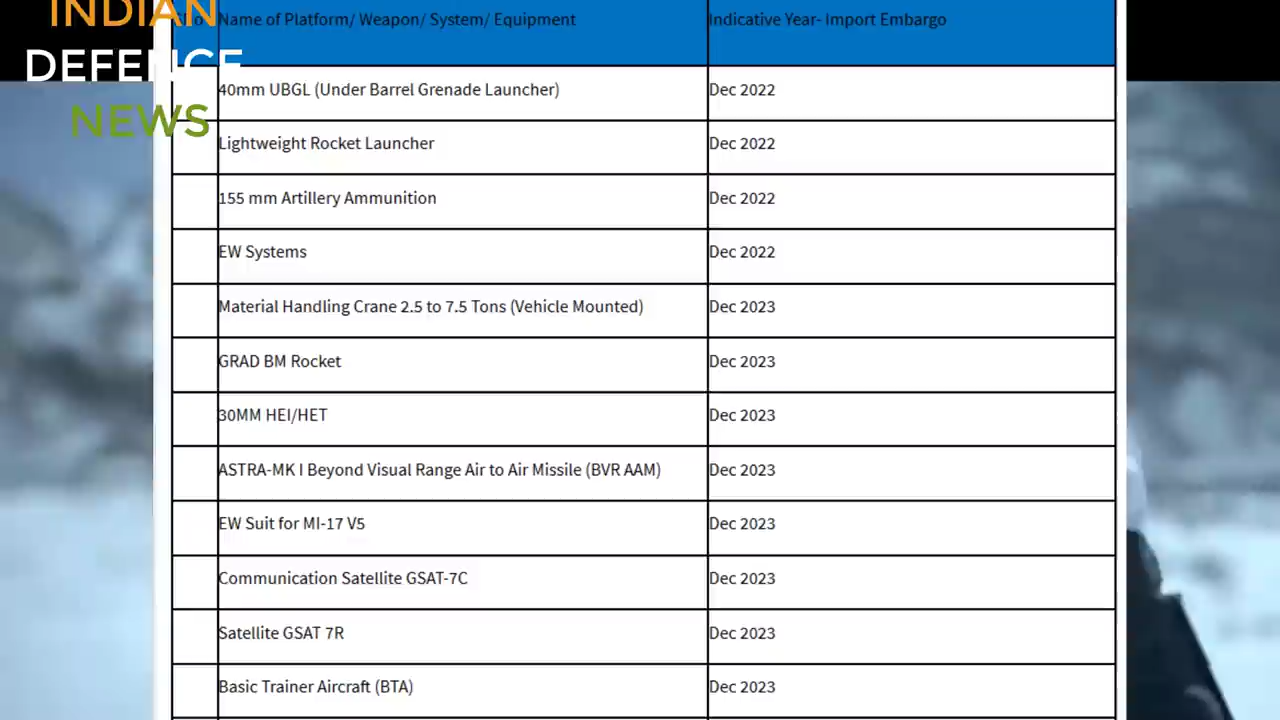 INDIAN
DEFENCE
NEWS
Name of Platform/ Weapon/ System/ Equipment
Indicative Year- Import Embargo
40mm UBGL (Under Barrel Grenade Launcher)
Dec 2022
Lightweight Rocket Launcher
Dec 2022
155 mm Artillery Ammunition
Dec 2022
EW Systems
Dec 2022
Material Handling Crane 2.5 to 7.5 Tons (Vehicle Mounted)
Dec 2023
GRAD BM Rocket
Dec 2023
30MM HEI/HET
Dec 2023
ASTRA-MK I Beyond Visual Range Air to Air Missile (BVR AAM)
Dec 2023
EW Suit for MI-17 V5
Dec 2023
Communication Satellite GSAT-7C
Dec 2023
Satellite GSAT 7R
Dec 2023
Basic Trainer Aircraft (BTA)
Dec 2023